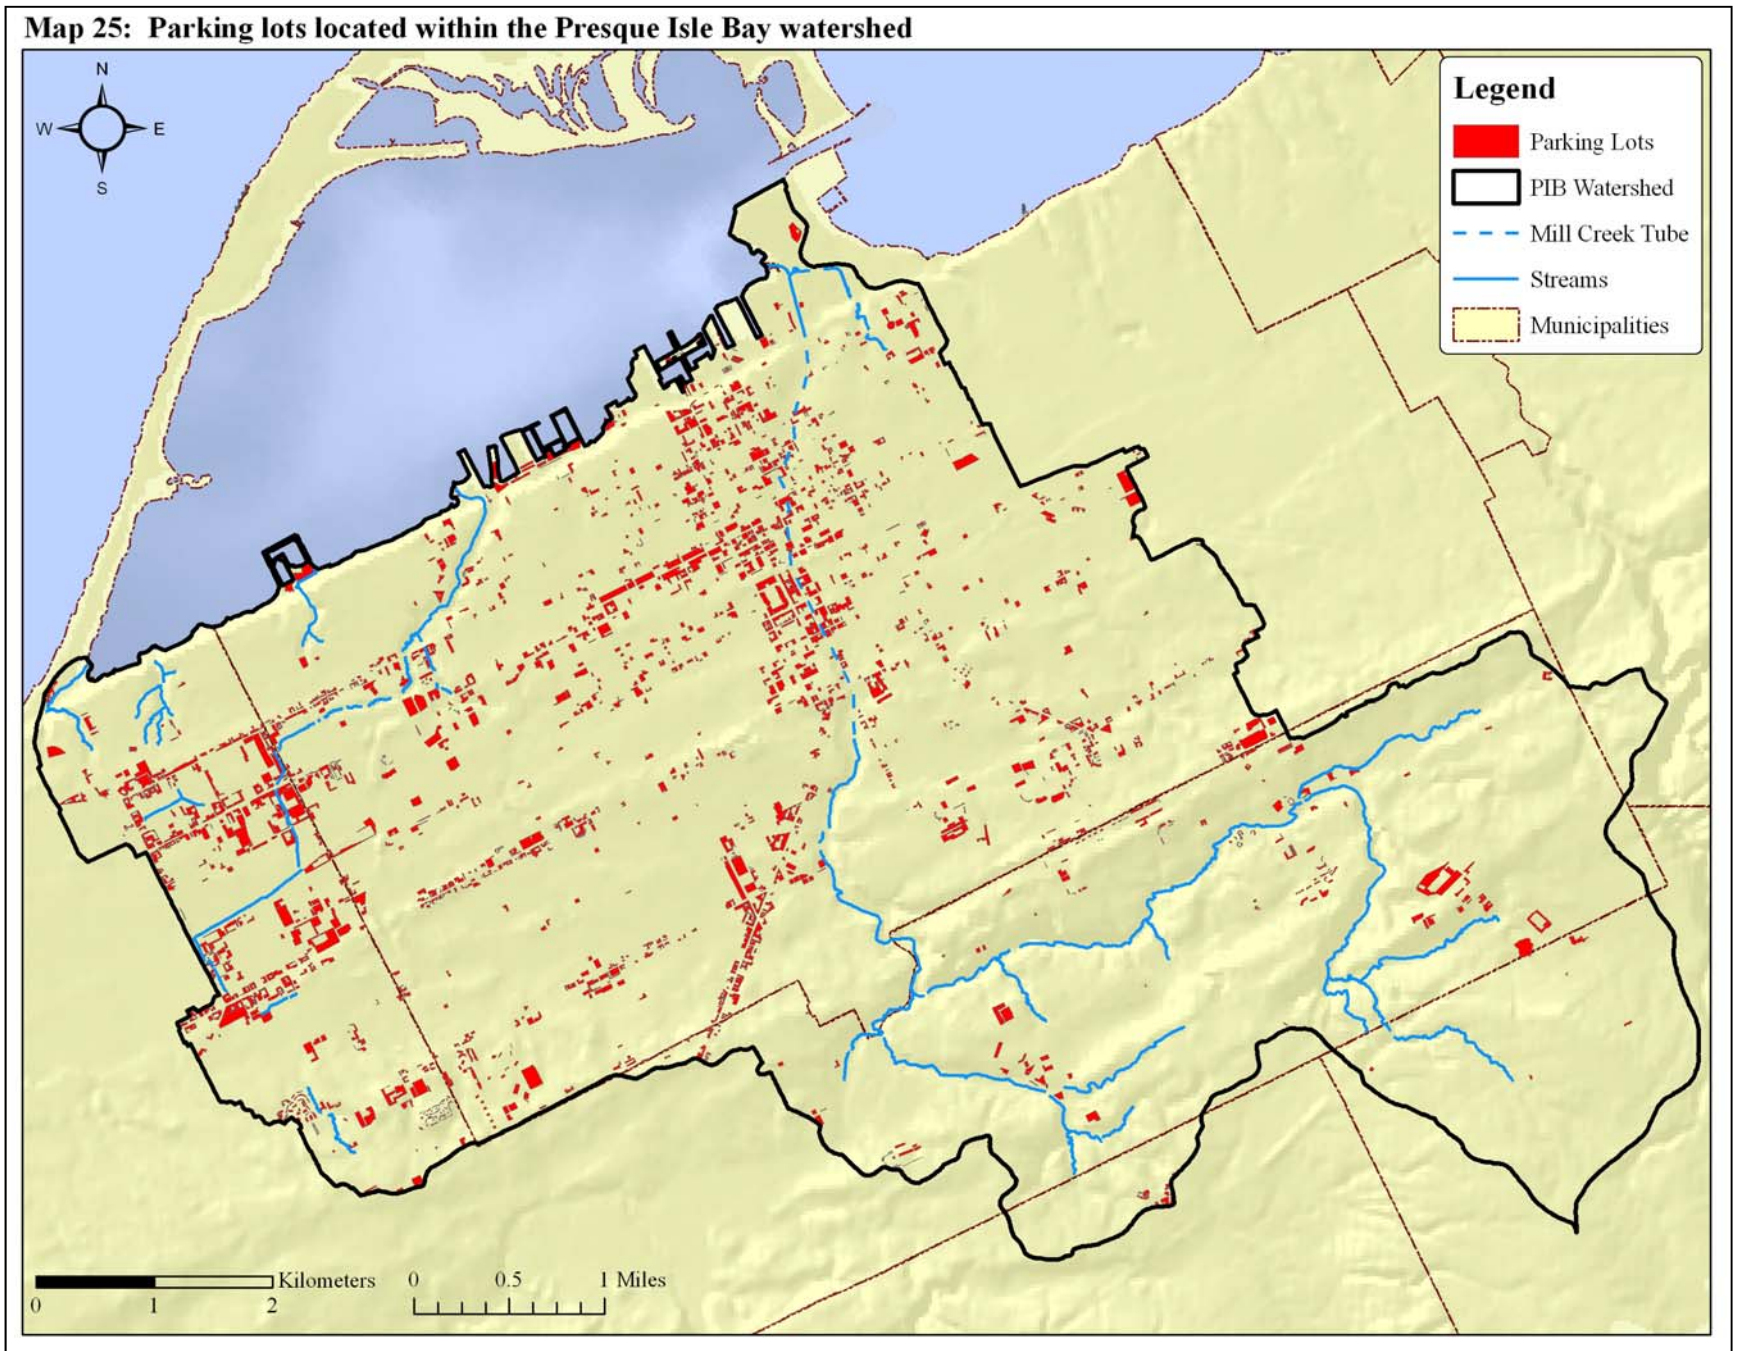 Map 25: Parking lots located within the Presque Isle Bay watershed
N
W E
S
Legend
Parking Lots
PIB Watershed
Mill Creek Tube
Streams
Municipalities
Kilometers
0 1 2
0 0.5 1 Miles